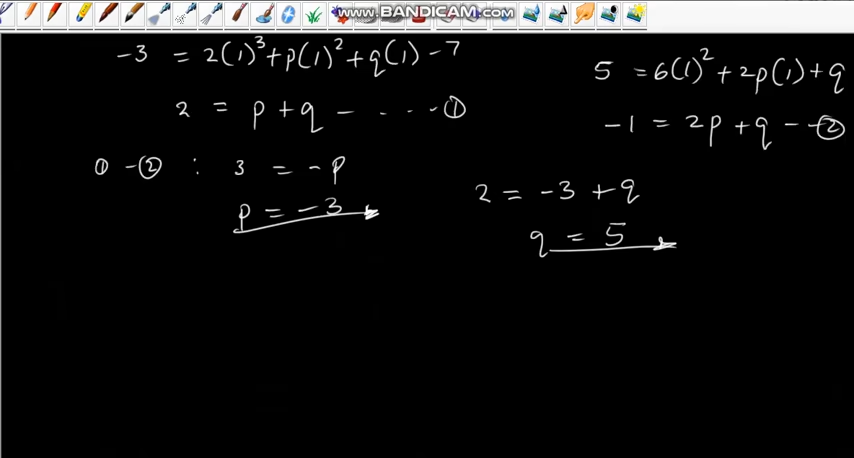 www.BANDICAM.com
-3 = 2(1)³ + p(1)² + q(1) - 7
5 = 6(1)² + 2p(1) + q
2 = p + q - - - - ①
-1 = 2p + q - - ②
① - ② : 3 = - p
p = -3
2 = -3 + q
q = 5